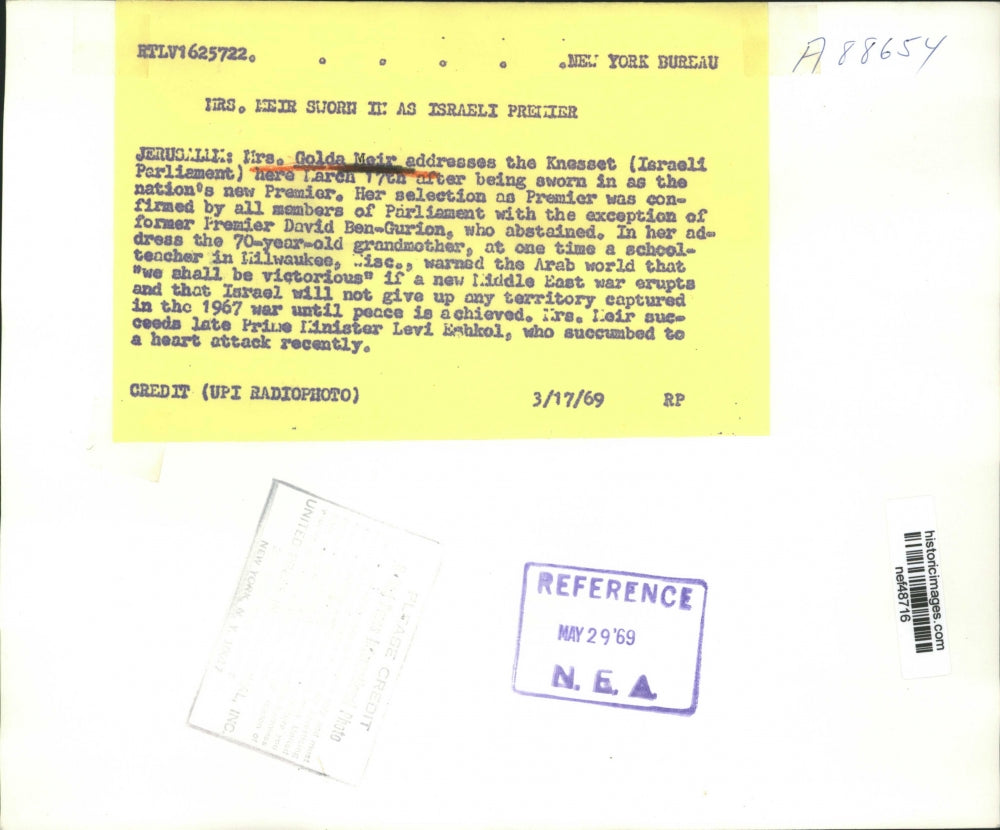 RTLV1625722. . . . . .NEW YORK BUREAU
A 88654
MRS. MEIR SWORN IN AS ISRAELI PREMIER
JERUSALEM: Mrs. Golda Meir addresses the Knesset (Israeli
Parliament) here March 17th after being sworn in as the
nation's new Premier. Her selection as Premier was con-
firmed by all members of Parliament with the exception of
former Premier David Ben-Gurion, who abstained. In her ad-
dress the 70-year-old grandmother, at one time a school-
teacher in Milwaukee, Wisc., warned the Arab world that
"we shall be victorious" if a new Middle East war erupts
and that Israel will not give up any territory captured
in the 1967 war until peace is achieved. Mrs. Meir suc-
ceeds late Prime Minister Levi Eshkol, who succumbed to
a heart attack recently.
CREDIT (UPI RADIOPHOTO) 3/17/69 RP
PLEASE CREDIT
Photo
UNITED
NEW YORK
INC.
REFERENCE
MAY 29 '69
N. E. A.
historicimages.com
nef48716